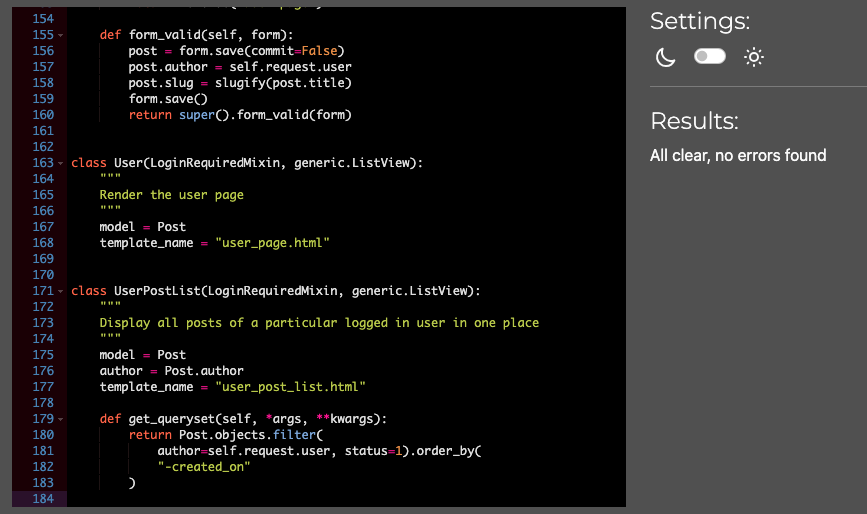 154
155 def form_valid(self, form):
156 post = form.save(commit=False)
157 post.author = self.request.user
158 post.slug = slugify(post.title)
159 form.save()
160 return super().form_valid(form)
161
162
163 class User(LoginRequiredMixin, generic.ListView):
164 """
165 Render the user page
166 """
167 model = Post
168 template_name = "user_page.html"
169
170
171 class UserPostList(LoginRequiredMixin, generic.ListView):
172 """
173 Display all posts of a particular logged in user in one place
174 """
175 model = Post
176 author = Post.author
177 template_name = "user_post_list.html"
178
179 def get_queryset(self, *args, **kwargs):
180 return Post.objects.filter(
181 author=self.request.user, status=1).order_by(
182 "-created_on"
183 )
184
Settings:
Results:
All clear, no errors found